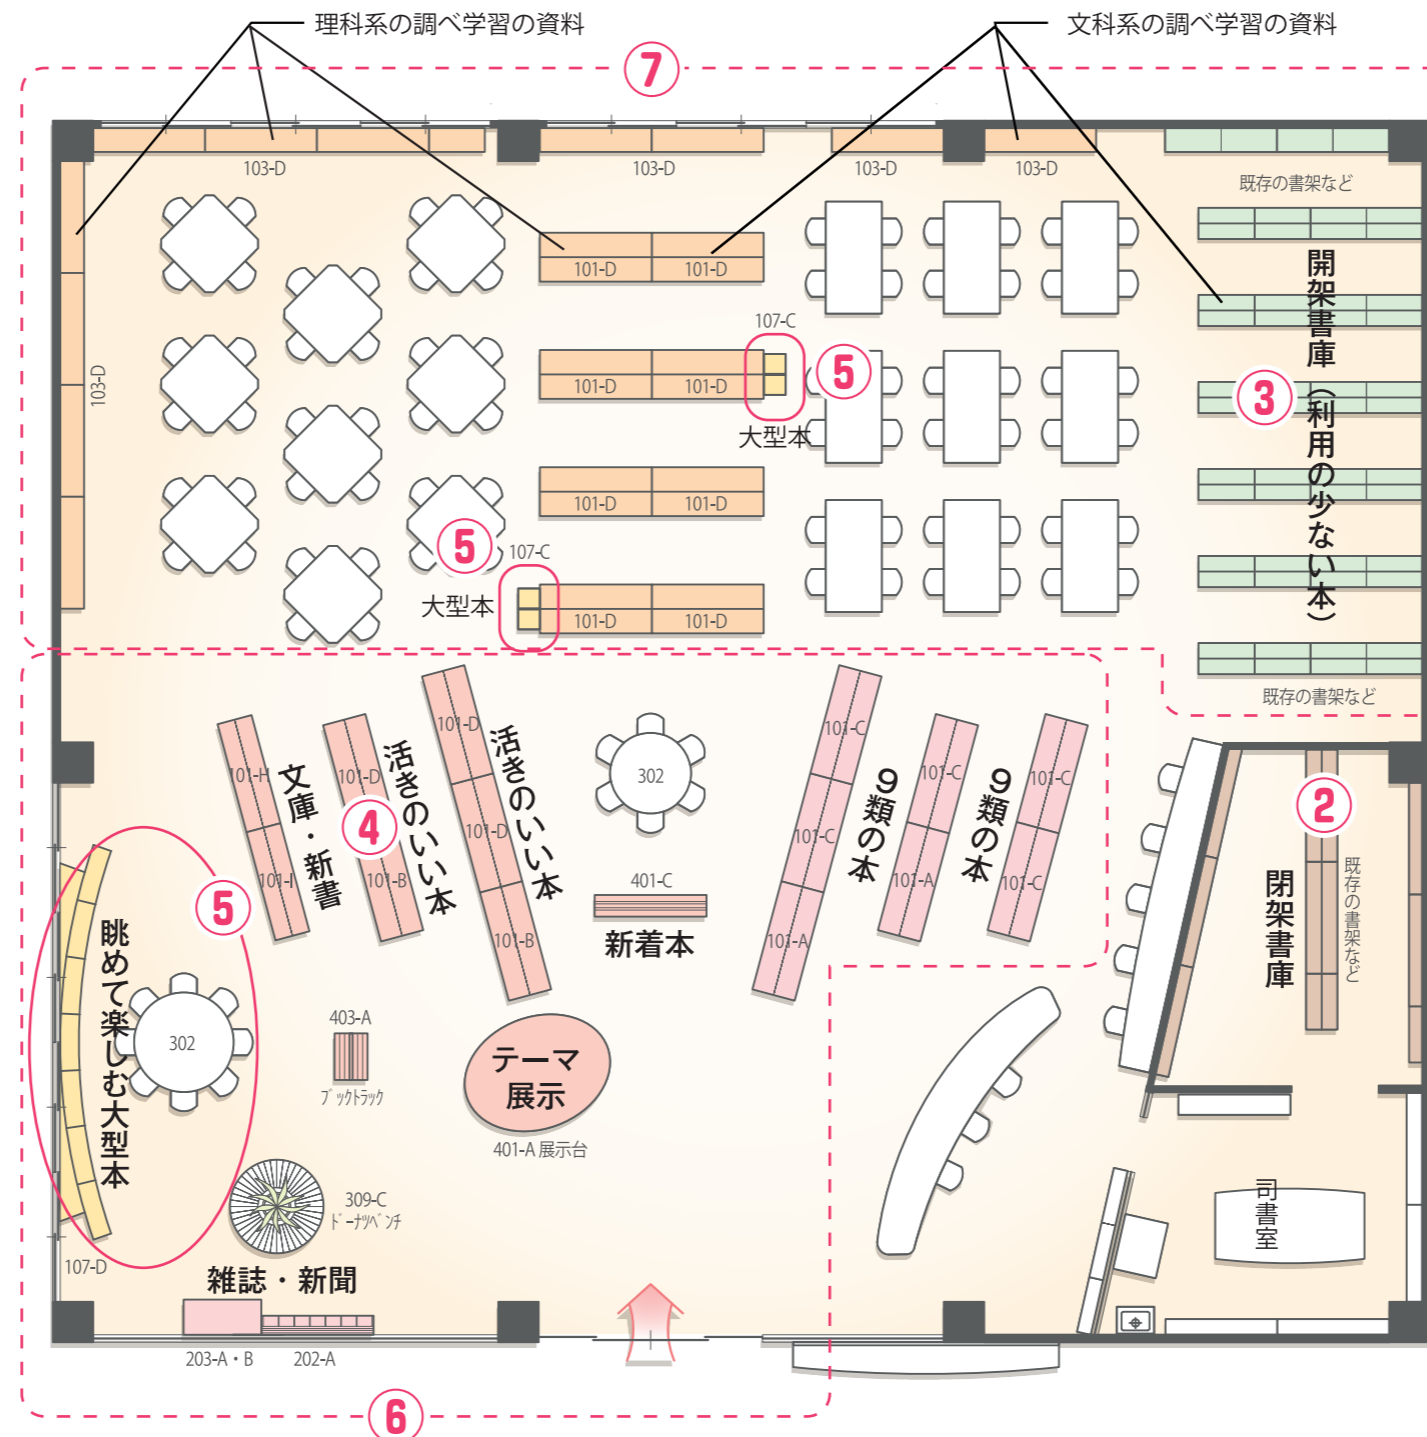 理科系の調べ学習の資料
文科系の調べ学習の資料
⑦
103-D
103-D
103-D
103-D
既存の書架など
103-D
101-D
101-D
開架書庫（利用の少ない本）
107-C
⑤
101-D
101-D
③
大型本
101-D
101-D
⑤
107-C
大型本
101-D
101-D
既存の書架など
101-H
101-I
文庫・新書
101-D
④
101-B
活きのいい本
101-D
101-D
101-B
活きのいい本
302
401-C
新着本
101-C
101-C
101-A
9類の本
101-C
101-A
9類の本
101-C
101-C
②
閉架書庫
既存の書架など
⑤
眺めて楽しむ大型本
302
403-A
ブックトラック
テーマ
展示
401-A 展示台
309-C
ドーナツベンチ
107-D
雑誌・新聞
203-A・B
202-A
司書室
⑥